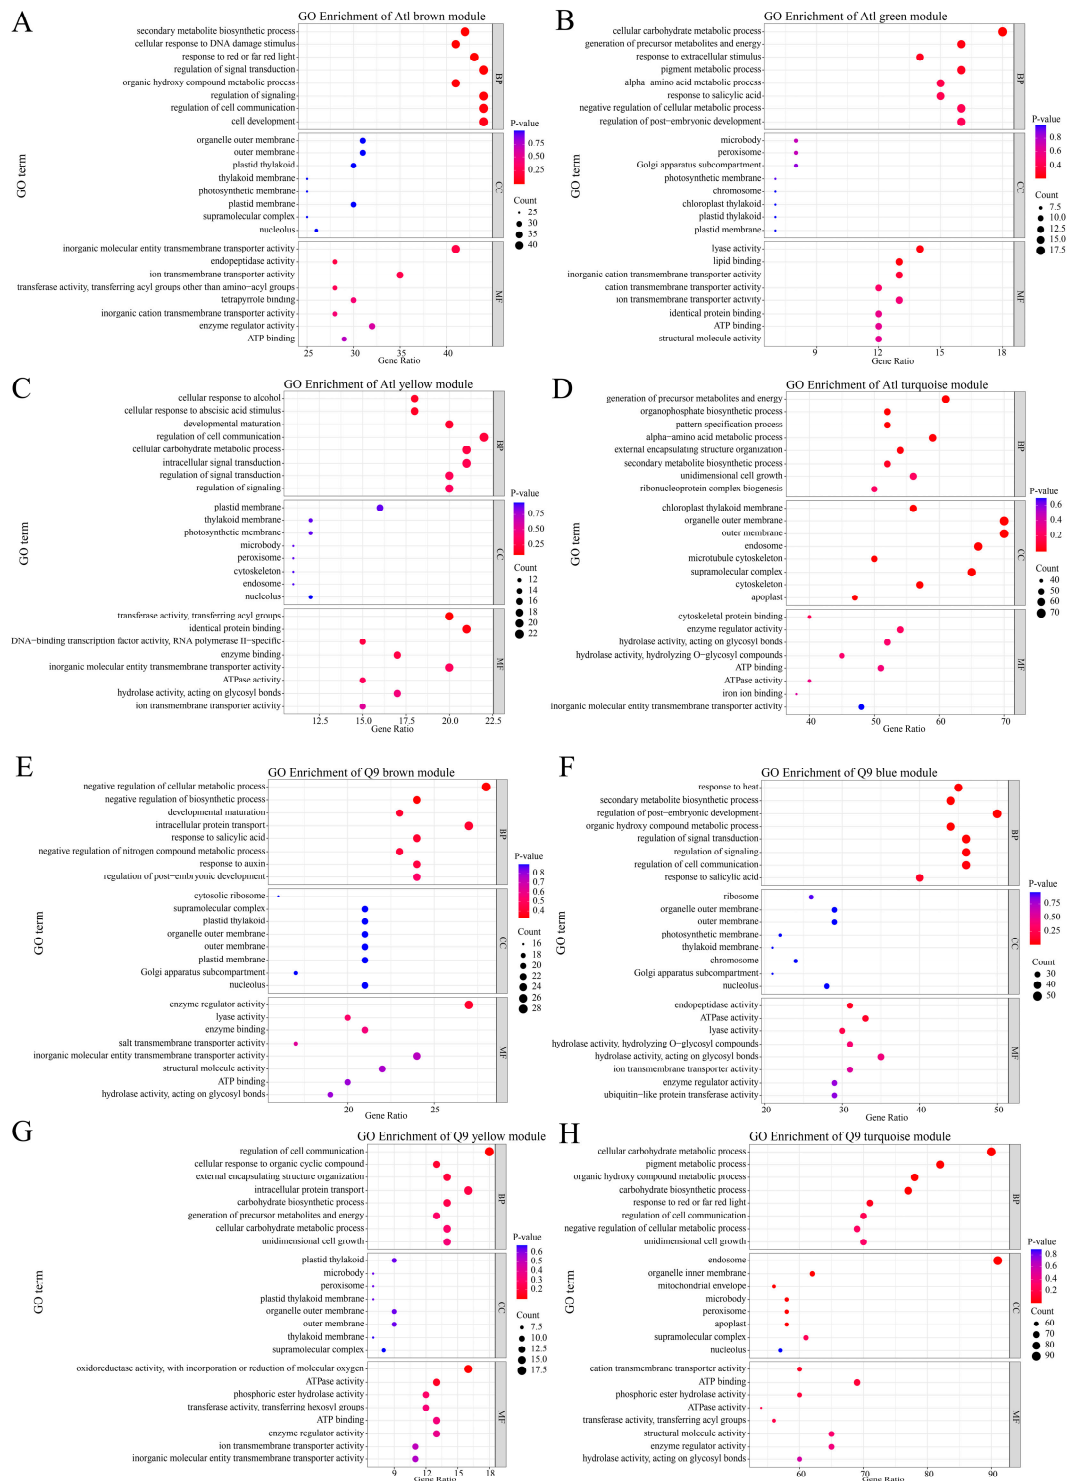 A
GO Enrichment of Atl brown module
secondary metabolite biosynthetic process
cellular response to DNA damage stimulus
response to red or far red light
regulation of signal transduction
organic hydroxy compound metabolic process
regulation of signaling
regulation of cell communication
cell development
BP
organelle outer membrane
outer membrane
plastid thylakoid
thylakoid membrane
photosynthetic membrane
plastid membrane
supramolecular complex
nucleolus
CC
inorganic molecular entity transmembrane transporter activity
endopeptidase activity
ion transmembrane transporter activity
transferase activity, transferring acyl groups other than amino-acyl groups
tetrapyrrole binding
inorganic cation transmembrane transporter activity
enzyme regulator activity
ATP binding
MF
GO term
25 30 35 40
Gene Ratio
P-value
0.75
0.50
0.25
Count
25
30
35
40
B
GO Enrichment of Atl green module
cellular carbohydrate metabolic process
generation of precursor metabolites and energy
response to extracellular stimulus
pigment metabolic process
alpha-amino acid metabolic process
response to salicylic acid
negative regulation of cellular metabolic process
regulation of post-embryonic development
BP
microbody
peroxisome
Golgi apparatus subcompartment
photosynthetic membrane
chromosome
chloroplast thylakoid
plastid thylakoid
plastid membrane
CC
lyase activity
lipid binding
inorganic cation transmembrane transporter activity
cation transmembrane transporter activity
ion transmembrane transporter activity
identical protein binding
ATP binding
structural molecule activity
MF
GO term
9 12 15 18
Gene Ratio
P-value
0.8
0.6
0.4
Count
7.5
10.0
12.5
15.0
17.5
C
GO Enrichment of Atl yellow module
cellular response to alcohol
cellular response to abscisic acid stimulus
developmental maturation
regulation of cell communication
cellular carbohydrate metabolic process
intracellular signal transduction
regulation of signal transduction
regulation of signaling
BP
plastid membrane
thylakoid membrane
photosynthetic membrane
microbody
peroxisome
cytoskeleton
endosome
nucleolus
CC
transferase activity, transferring acyl groups
identical protein binding
DNA-binding transcription factor activity, RNA polymerase II-specific
enzyme binding
inorganic molecular entity transmembrane transporter activity
ATPase activity
hydrolase activity, acting on glycosyl bonds
ion transmembrane transporter activity
MF
GO term
12.5 15.0 17.5 20.0 22.5
Gene Ratio
P-value
0.75
0.50
0.25
Count
12
14
16
18
20
22
D
GO Enrichment of Atl turquoise module
generation of precursor metabolites and energy
organophosphate biosynthetic process
pattern specification process
alpha-amino acid metabolic process
external encapsulating structure organization
secondary metabolite biosynthetic process
unidimensional cell growth
ribonucleoprotein complex biogenesis
BP
chloroplast thylakoid membrane
organelle outer membrane
outer membrane
endosome
microtubule cytoskeleton
supramolecular complex
cytoskeleton
apoplast
CC
cytoskeletal protein binding
enzyme regulator activity
hydrolase activity, acting on glycosyl bonds
hydrolase activity, hydrolyzing O-glycosyl compounds
ATP binding
ATPase activity
iron ion binding
inorganic molecular entity transmembrane transporter activity
MF
GO term
40 50 60 70
Gene Ratio
P-value
0.6
0.4
0.2
Count
40
50
60
70
E
GO Enrichment of Q9 brown module
negative regulation of cellular metabolic process
negative regulation of biosynthetic process
developmental maturation
intracellular protein transport
response to salicylic acid
negative regulation of nitrogen compound metabolic process
response to auxin
regulation of post-embryonic development
BP
cytosolic ribosome
supramolecular complex
plastid thylakoid
organelle outer membrane
outer membrane
plastid membrane
Golgi apparatus subcompartment
nucleolus
CC
enzyme regulator activity
lyase activity
enzyme binding
salt transmembrane transporter activity
inorganic molecular entity transmembrane transporter activity
structural molecule activity
ATP binding
hydrolase activity, acting on glycosyl bonds
MF
GO term
20 25
Gene Ratio
P-value
0.8
0.7
0.6
0.5
0.4
Count
16
18
20
22
24
26
28
F
GO Enrichment of Q9 blue module
response to heat
secondary metabolite biosynthetic process
regulation of post-embryonic development
organic hydroxy compound metabolic process
regulation of signal transduction
regulation of signaling
regulation of cell communication
response to salicylic acid
BP
ribosome
organelle outer membrane
outer membrane
photosynthetic membrane
thylakoid membrane
chromosome
Golgi apparatus subcompartment
nucleolus
CC
endopeptidase activity
ATPase activity
lyase activity
hydrolase activity, hydrolyzing O-glycosyl compounds
hydrolase activity, acting on glycosyl bonds
ion transmembrane transporter activity
enzyme regulator activity
ubiquitin-like protein transferase activity
MF
GO term
20 30 40 50
Gene Ratio
P-value
0.75
0.50
0.25
Count
30
40
50
G
GO Enrichment of Q9 yellow module
regulation of cell communication
cellular response to organic cyclic compound
external encapsulating structure organization
intracellular protein transport
carbohydrate biosynthetic process
generation of precursor metabolites and energy
cellular carbohydrate metabolic process
unidimensional cell growth
BP
plastid thylakoid
microbody
peroxisome
plastid thylakoid membrane
organelle outer membrane
outer membrane
thylakoid membrane
supramolecular complex
CC
oxidoreductase activity, with incorporation or reduction of molecular oxygen
ATPase activity
phosphoric ester hydrolase activity
transferase activity, transferring hexosyl groups
ATP binding
enzyme regulator activity
ion transmembrane transporter activity
inorganic molecular entity transmembrane transporter activity
MF
GO term
9 12 15 18
Gene Ratio
P-value
0.6
0.5
0.4
0.3
0.2
Count
7.5
10.0
12.5
15.0
17.5
H
GO Enrichment of Q9 turquoise module
cellular carbohydrate metabolic process
pigment metabolic process
organic hydroxy compound metabolic process
carbohydrate biosynthetic process
response to red or far red light
regulation of cell communication
negative regulation of cellular metabolic process
unidimensional cell growth
BP
endosome
organelle inner membrane
mitochondrial envelope
microbody
peroxisome
apoplast
supramolecular complex
nucleolus
CC
cation transmembrane transporter activity
ATP binding
phosphoric ester hydrolase activity
ATPase activity
transferase activity, transferring acyl groups
structural molecule activity
enzyme regulator activity
hydrolase activity, acting on glycosyl bonds
MF
GO term
60 70 80 90
Gene Ratio
P-value
0.8
0.6
0.4
0.2
Count
60
70
80
90